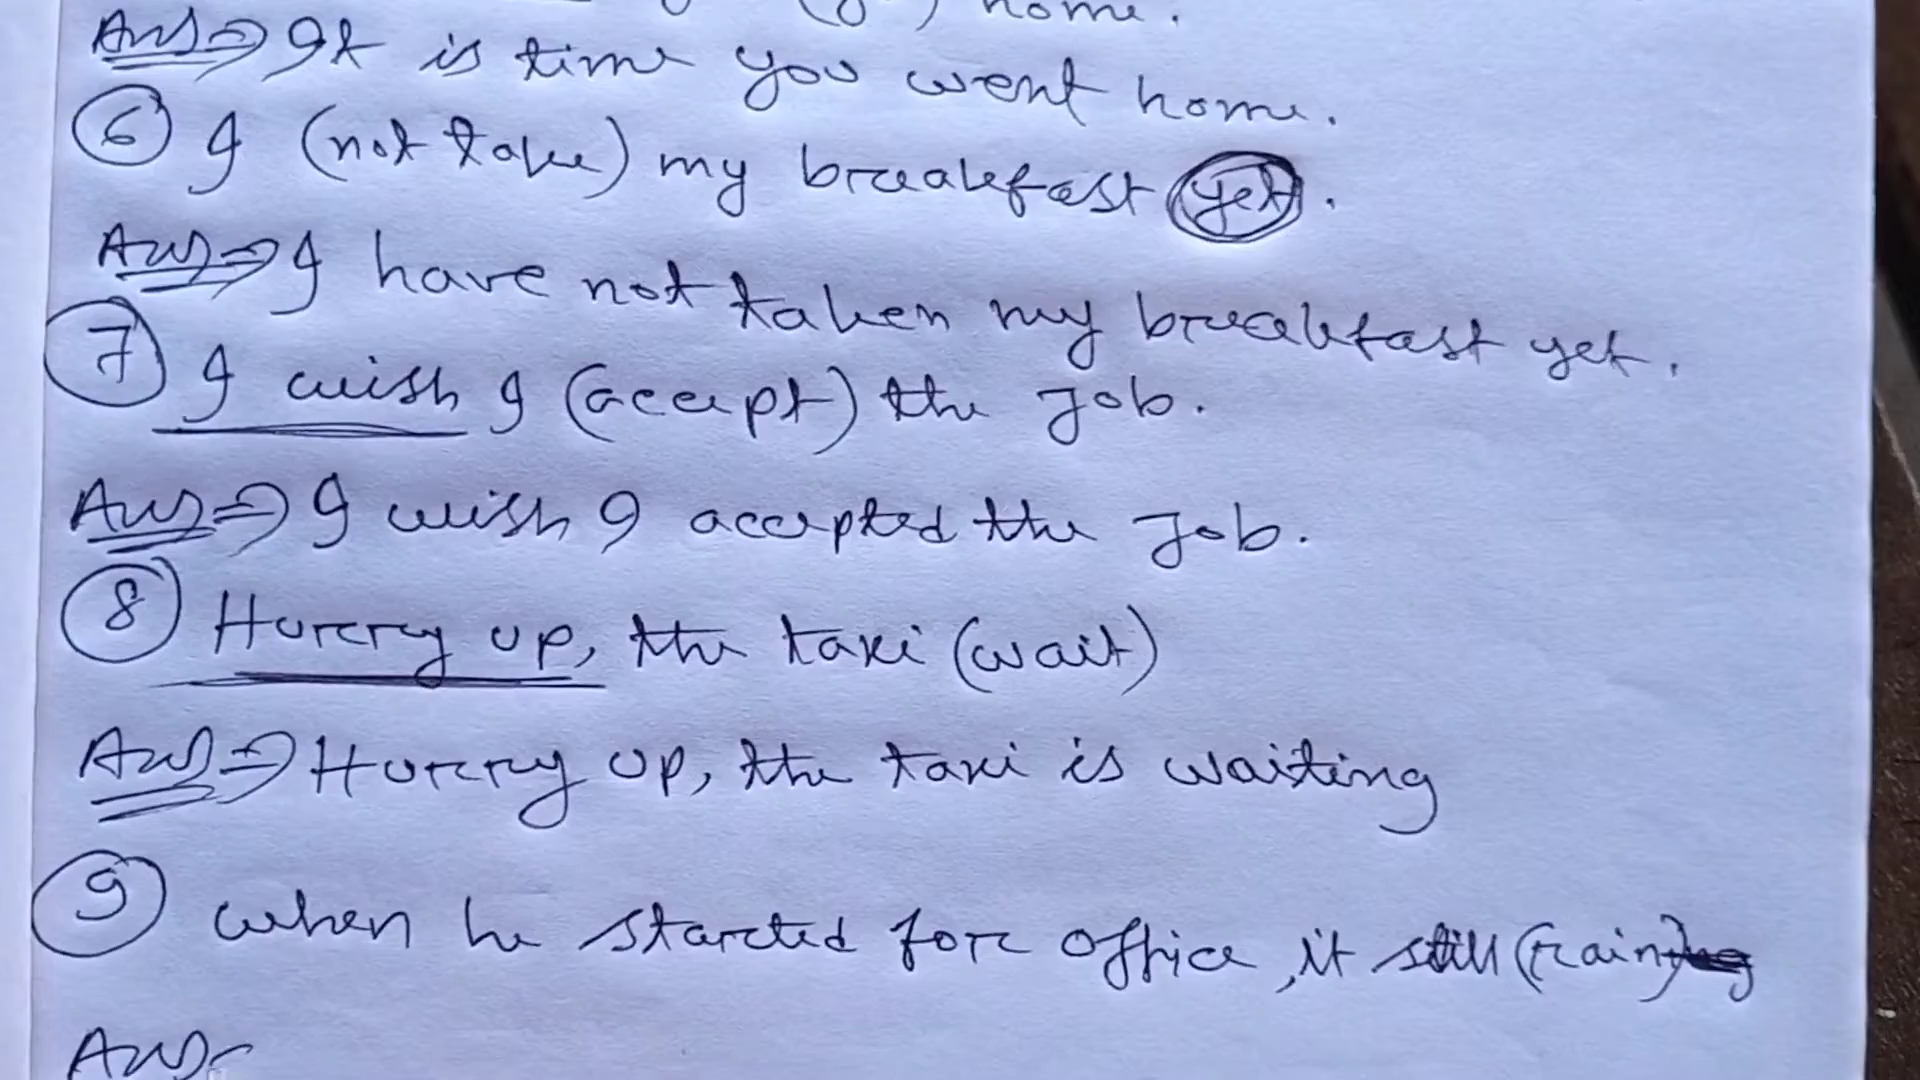 home.
Ans⇒ It is time you went home.
⑥ I (not take) my breakfast yet.
Ans⇒ I have not taken my breakfast yet.
⑦ I wish I (accept) the job.
Ans⇒ I wish I accepted the job.
⑧ Hurry up, the taxi (wait)
Ans⇒ Hurry up, the taxi is waiting
⑨ when he started for office, it still (rain)
Ans